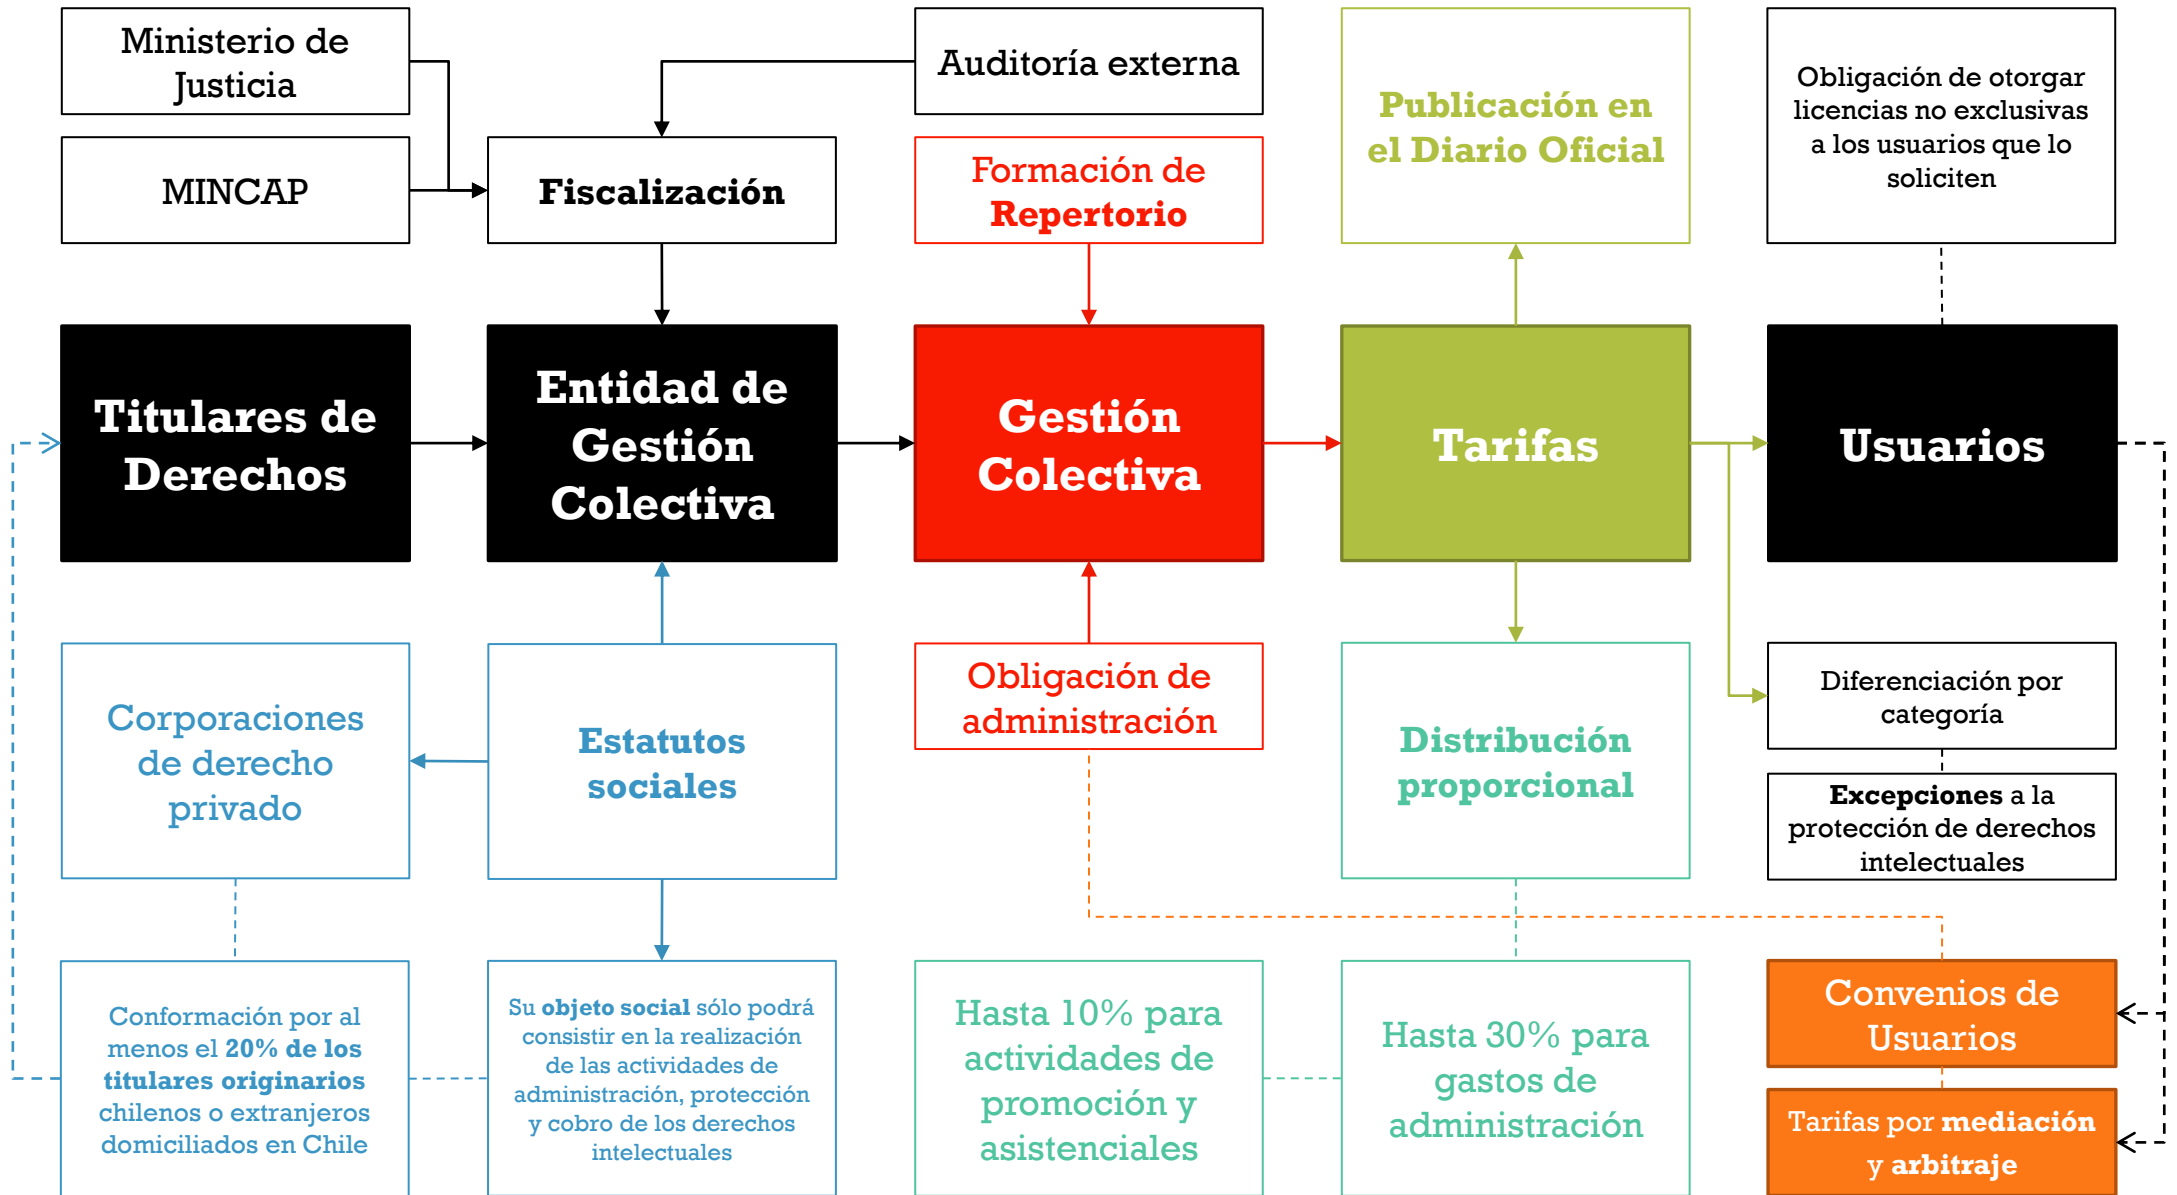 Ministerio de
Justicia
Auditoría externa
Publicación en
el Diario Oficial
Obligación de otorgar
licencias no exclusivas
a los usuarios que lo
soliciten
MINCAP
Fiscalización
Formación de
Repertorio
Titulares de
Derechos
Entidad de
Gestión
Colectiva
Gestión
Colectiva
Tarifas
Usuarios
Corporaciones
de derecho
privado
Estatutos
sociales
Obligación de
administración
Distribución
proporcional
Diferenciación por
categoría
Excepciones a la
protección de derechos
intelectuales
Conformación por al
menos el 20% de los
titulares originarios
chilenos o extranjeros
domiciliados en Chile
Su objeto social sólo podrá
consistir en la realización
de las actividades de
administración, protección
y cobro de los derechos
intelectuales
Hasta 10% para
actividades de
promoción y
asistenciales
Hasta 30% para
gastos de
administración
Convenios de
Usuarios
Tarifas por mediación
y arbitraje